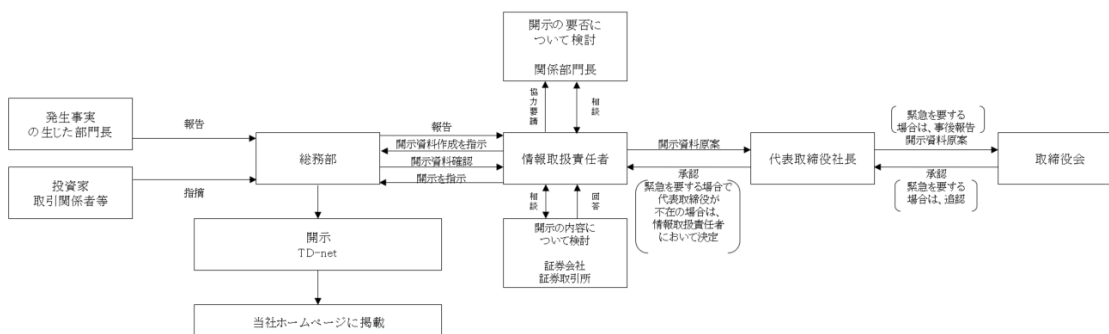 開示の要否に
ついて検討
関係部門長
協力要請
相談
発生事実
の生じた部門長
報告
投資家
取引関係者等
指摘
総務部
報告
開示資料作成を指示
開示資料確認
開示を指示
情報取扱責任者
開示資料原案
承認
緊急を要する場合で
代表取締役が
不在の場合は、
情報取扱責任者
において決定
代表取締役社長
緊急を要する
場合は、事後報告
開示資料原案
承認
緊急を要する
場合は、追認
取締役会
相談
回答
開示の内容に
ついて検討
証券会社
証券取引所
開示
TD-net
当社ホームページに掲載